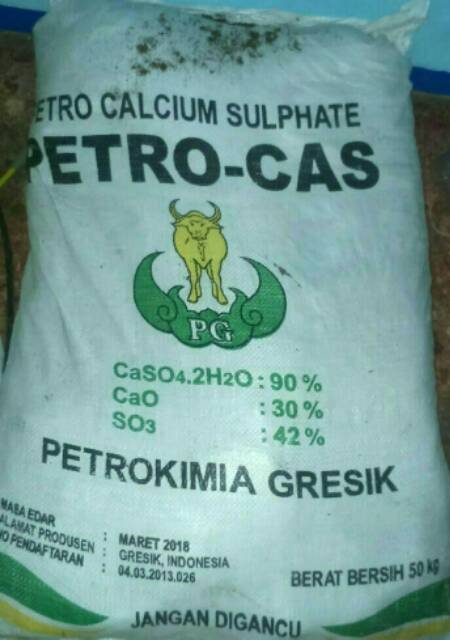 ETRO CALCIUM SULPHATE
PETRO-CAS
PG
CaSO4.2H2O : 90 %
CaO : 30 %
SO3 : 42 %
PETROKIMIA GRESIK
MASA EDAR : MARET 2018
ALAMAT PRODUSEN : GRESIK, INDONESIA
NO PENDAFTARAN : 04.03.2013.026
BERAT BERSIH 50 kg
JANGAN DIGANCU